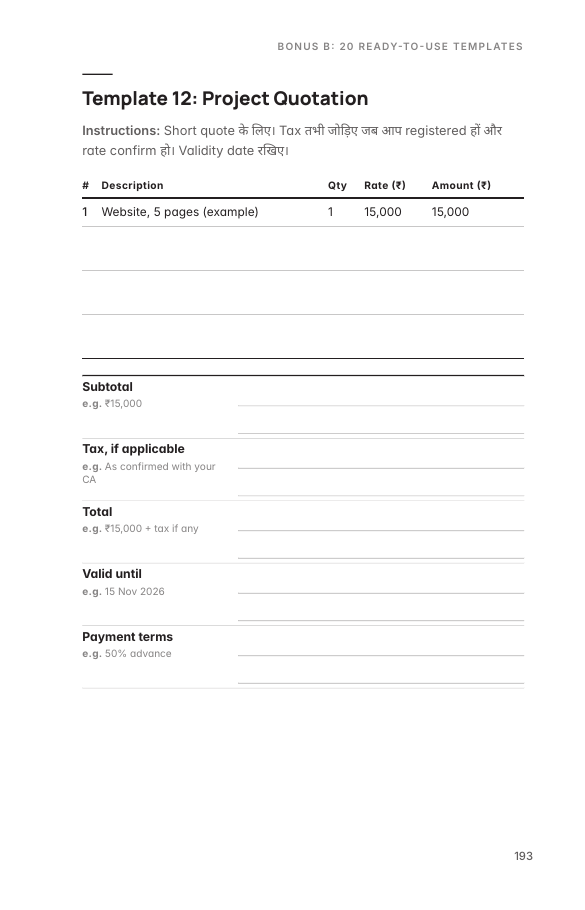 BONUS B: 20 READY-TO-USE TEMPLATES
Template 12: Project Quotation
Instructions: Short quote के लिए। Tax तभी जोड़िए जब आप registered हों और
rate confirm हो। Validity date रखिए।
# Description Qty Rate (₹) Amount (₹)
1 Website, 5 pages (example) 1 15,000 15,000
Subtotal
e.g. ₹15,000
Tax, if applicable
e.g. As confirmed with your
CA
Total
e.g. ₹15,000 + tax if any
Valid until
e.g. 15 Nov 2026
Payment terms
e.g. 50% advance
193